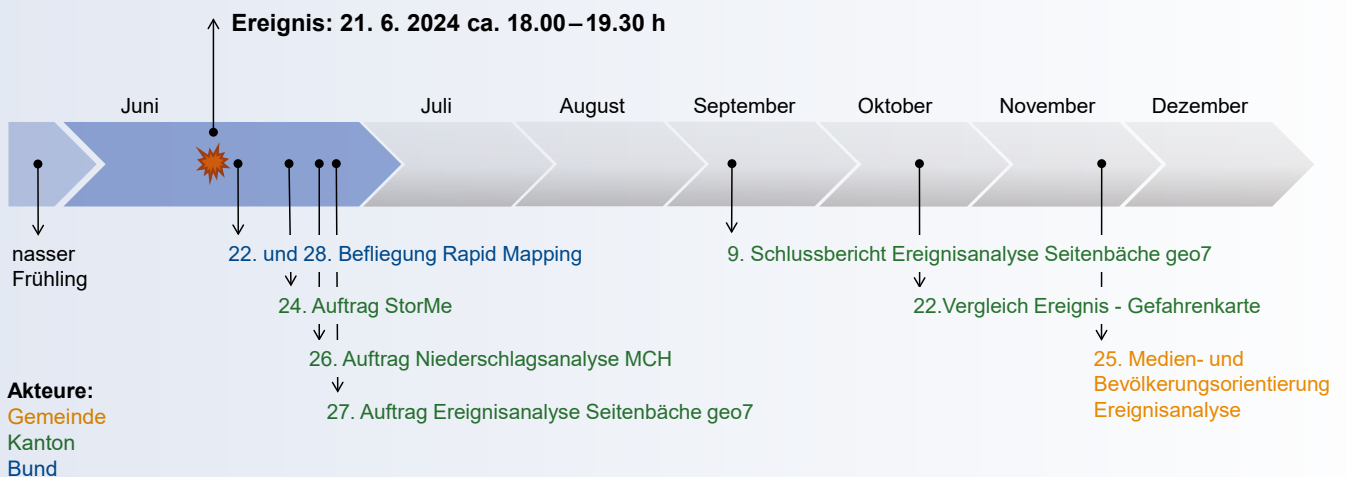 Ereignis: 21. 6. 2024 ca. 18.00 – 19.30 h
Juni
Juli
August
September
Oktober
November
Dezember
nasser
Frühling
22. und 28. Befliegung Rapid Mapping
24. Auftrag StorMe
26. Auftrag Niederschlagsanalyse MCH
27. Auftrag Ereignisanalyse Seitenbäche geo7
9. Schlussbericht Ereignisanalyse Seitenbäche geo7
22.Vergleich Ereignis - Gefahrenkarte
25. Medien- und
Bevölkerungsorientierung
Ereignisanalyse
Akteure:
Gemeinde
Kanton
Bund